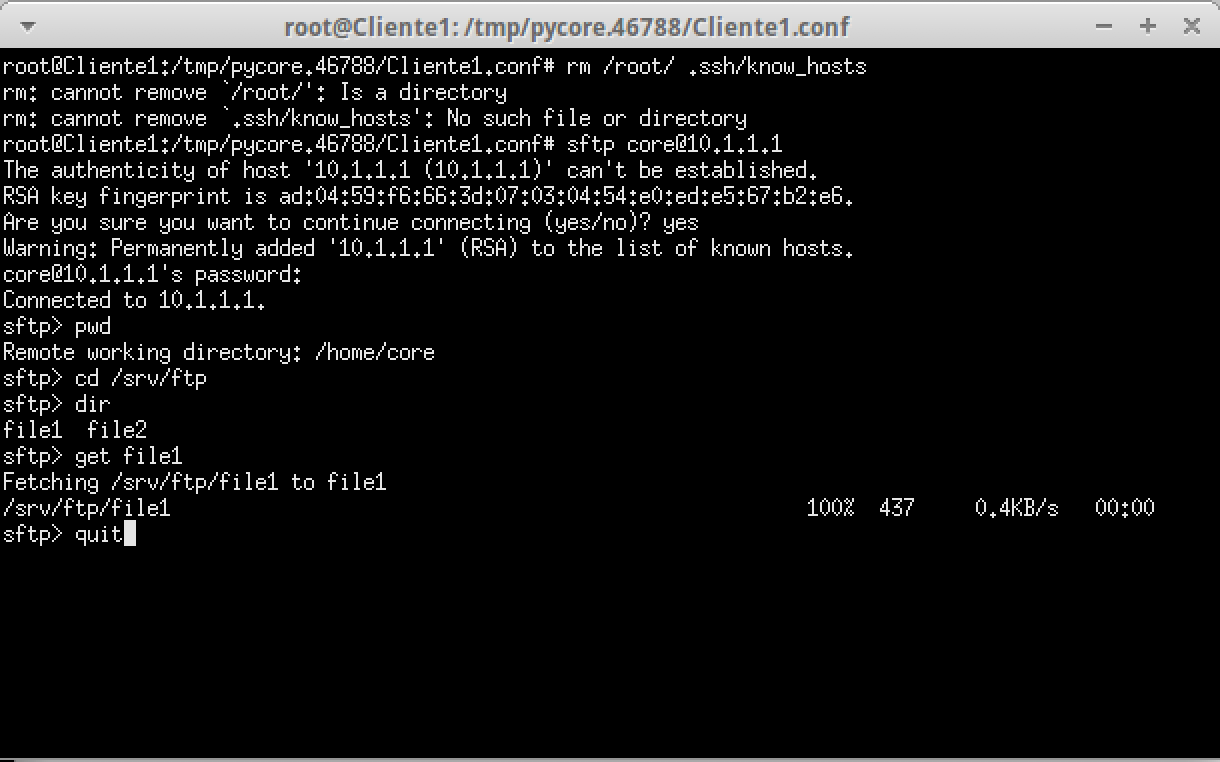 root@Cliente1: /tmp/pycore.46788/Cliente1.conf
root@Cliente1:/tmp/pycore.46788/Cliente1.conf# rm /root/ .ssh/know_hosts
rm: cannot remove `/root/': Is a directory
rm: cannot remove `.ssh/know_hosts': No such file or directory
root@Cliente1:/tmp/pycore.46788/Cliente1.conf# sftp core@10.1.1.1
The authenticity of host '10.1.1.1 (10.1.1.1)' can't be established.
RSA key fingerprint is ad:04:59:f6:66:3d:07:03:04:54:e0:ed:e5:67:b2:e6.
Are you sure you want to continue connecting (yes/no)? yes
Warning: Permanently added '10.1.1.1' (RSA) to the list of known hosts.
core@10.1.1.1's password:
Connected to 10.1.1.1.
sftp> pwd
Remote working directory: /home/core
sftp> cd /srv/ftp
sftp> dir
file1  file2
sftp> get file1
Fetching /srv/ftp/file1 to file1
/srv/ftp/file1                                                     100%  437     0.4KB/s   00:00
sftp> quit